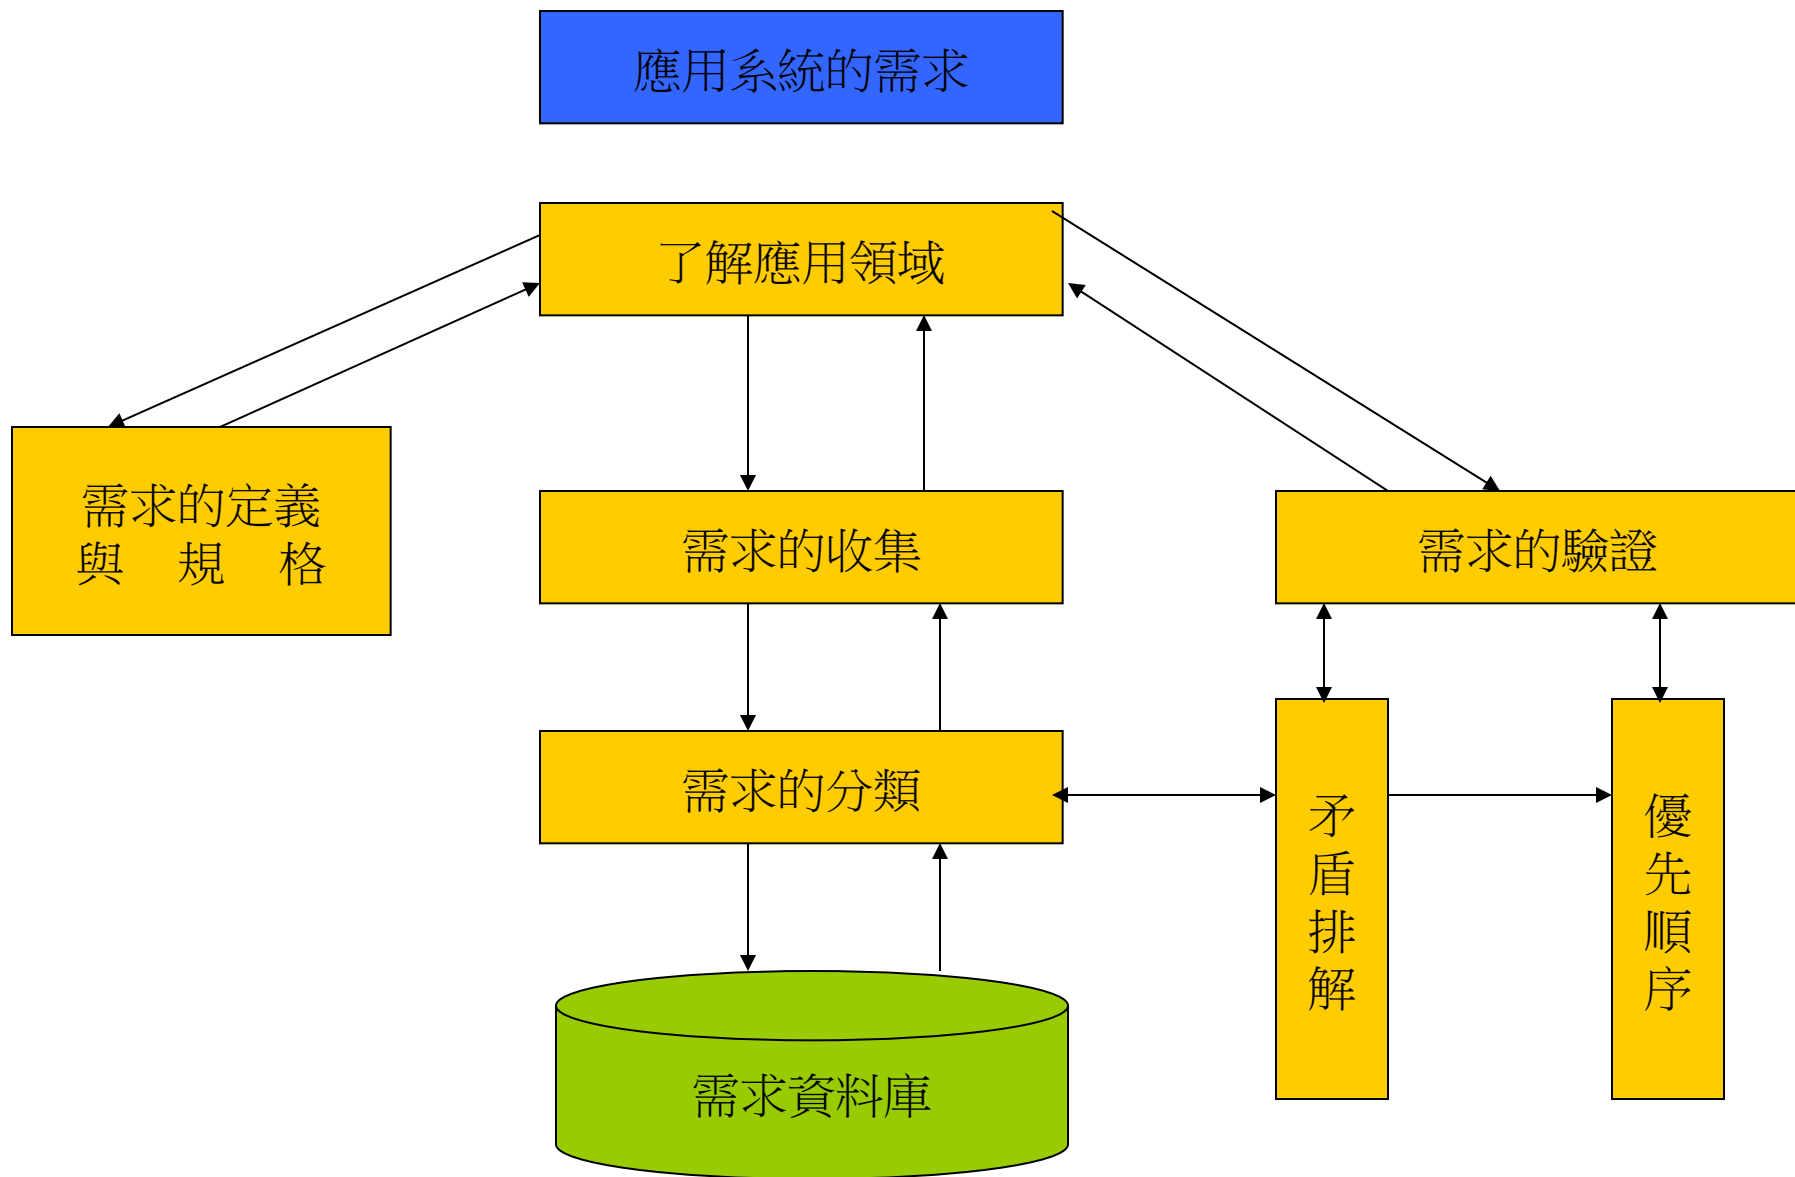 應用系統的需求
了解應用領域
需求的定義
與 規 格
需求的收集
需求的驗證
需求的分類
矛盾排解
優先順序
需求資料庫